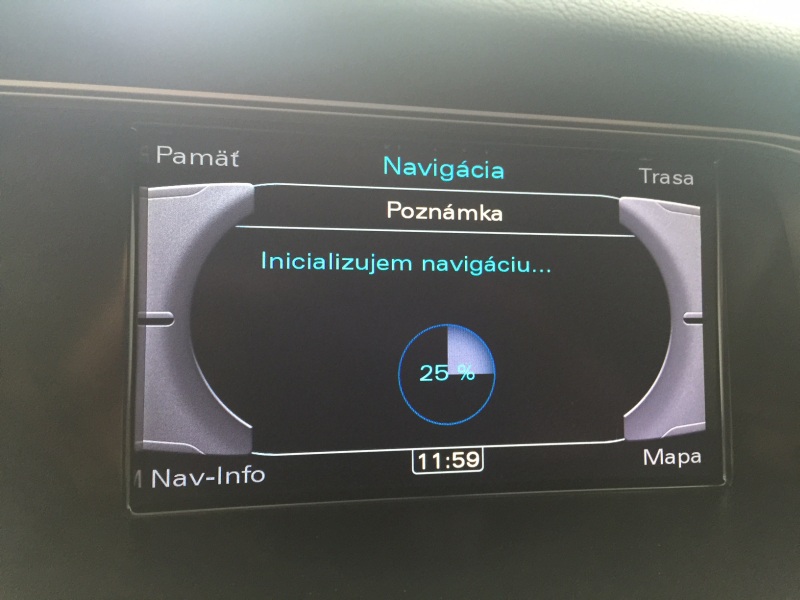 Pamäť
Navigácia
Trasa
Poznámka
Inicializujem navigáciu...
25 %
Nav-Info
11:59
Mapa